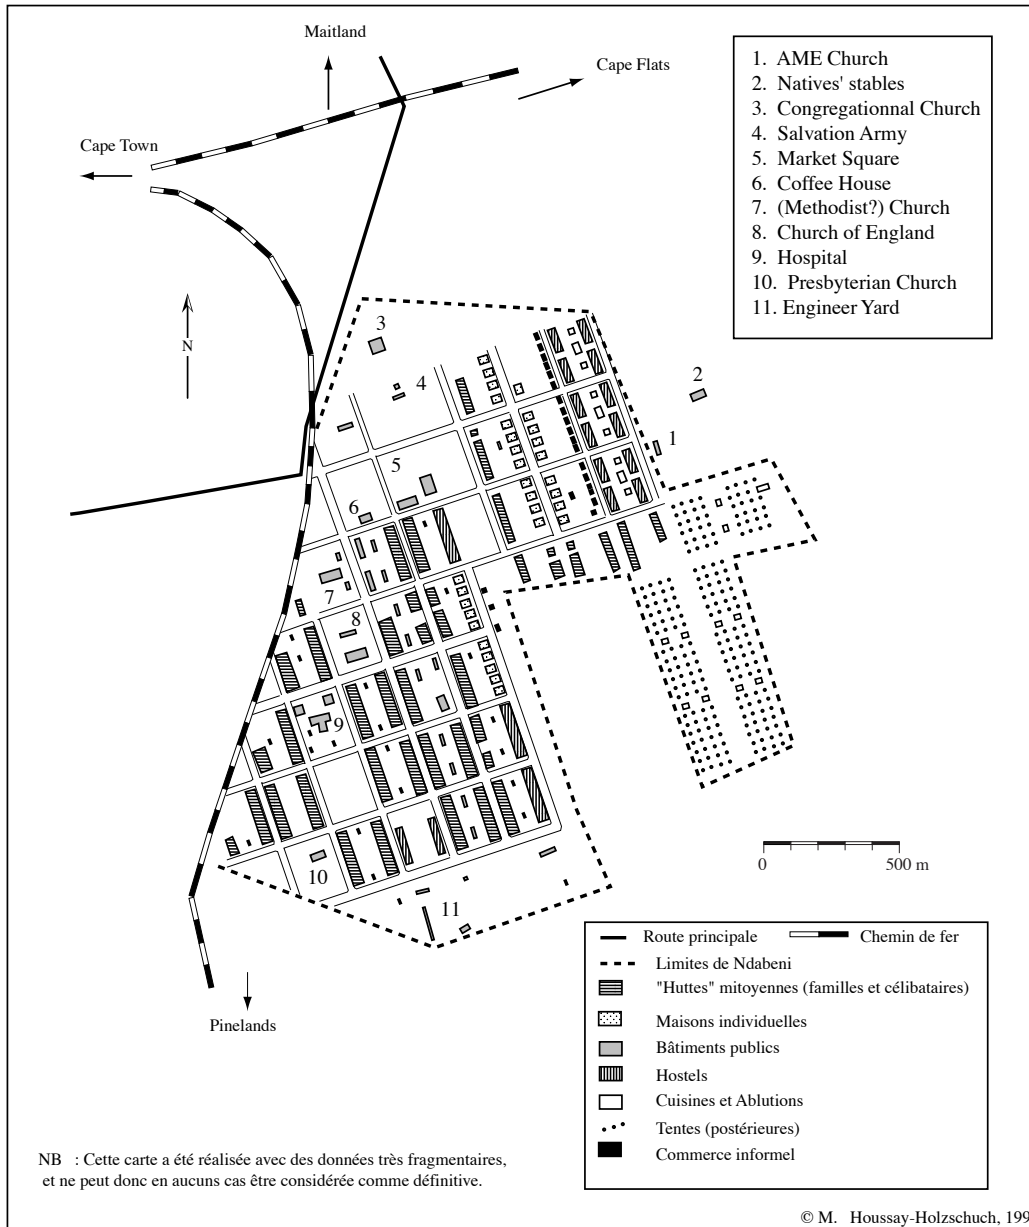 Maitland
Cape Flats
Cape Town
N
1. AME Church
2. Natives' stables
3. Congregationnal Church
4. Salvation Army
5. Market Square
6. Coffee House
7. (Methodist?) Church
8. Church of England
9. Hospital
10. Presbyterian Church
11. Engineer Yard
3
4
2
1
5
6
7
8
9
10
11
0 500 m
Pinelands
Route principale Chemin de fer
Limites de Ndabeni
"Huttes" mitoyennes (familles et célibataires)
Maisons individuelles
Bâtiments publics
Hostels
Cuisines et Ablutions
Tentes (postérieures)
Commerce informel
NB : Cette carte a été réalisée avec des données très fragmentaires,
et ne peut donc en aucuns cas être considérée comme définitive.
© M. Houssay-Holzschuch, 199